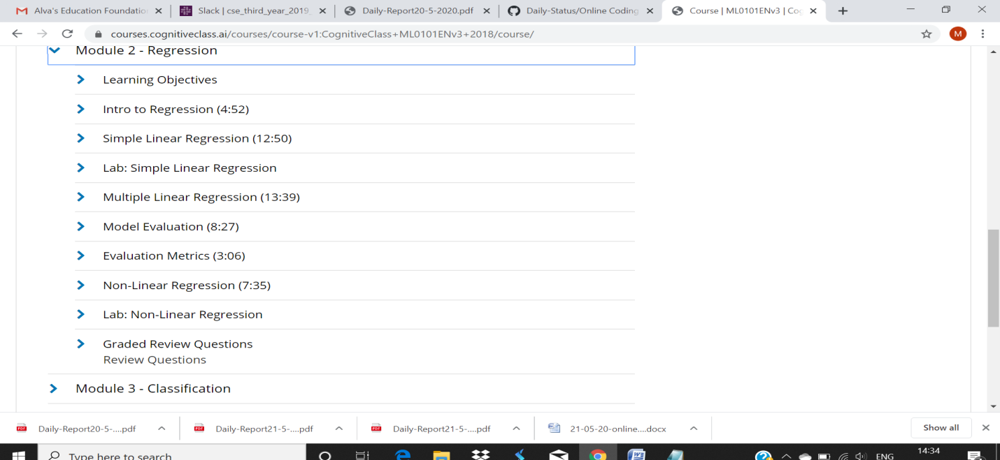 Alva's Education Foundation
Slack | cse_third_year_2019_
Daily-Report20-5-2020.pdf
Daily-Status/Online Coding
Course | ML0101ENv3 | Cog
courses.cognitiveclass.ai/courses/course-v1:CognitiveClass+ML0101ENv3+2018/course/
M
Module 2 - Regression
Learning Objectives
Intro to Regression (4:52)
Simple Linear Regression (12:50)
Lab: Simple Linear Regression
Multiple Linear Regression (13:39)
Model Evaluation (8:27)
Evaluation Metrics (3:06)
Non-Linear Regression (7:35)
Lab: Non-Linear Regression
Graded Review Questions
Review Questions
Module 3 - Classification
Daily-Report20-5-....pdf
Daily-Report21-5-....pdf
Daily-Report21-5-....pdf
21-05-20-online....docx
Show all
Type here to search
ENG
14:34